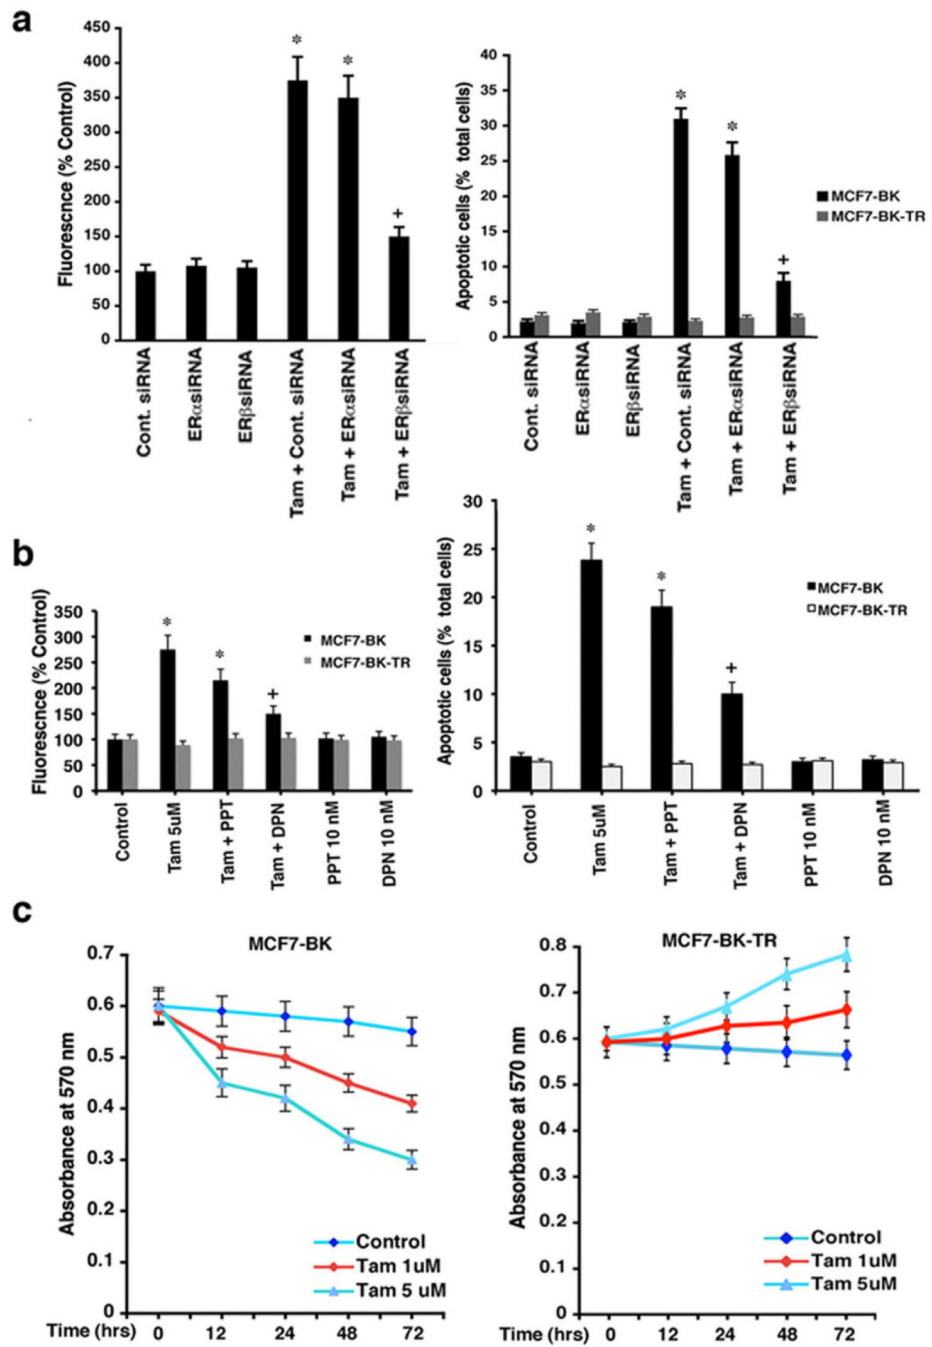 a
Fluorescnce (% Control)
450
400
350
300
250
200
150
100
50
0
*
*
+
Cont. siRNA
ERαsiRNA
ERβsiRNA
Tam + Cont. siRNA
Tam + ERαsiRNA
Tam + ERβsiRNA
Apoptotic cells (% total cells)
40
35
30
25
20
15
10
5
0
*
*
+
MCF7-BK
MCF7-BK-TR
Cont. siRNA
ERαsiRNA
ERβsiRNA
Tam + Cont. siRNA
Tam + ERαsiRNA
Tam + ERβsiRNA
b
Fluorescnce (% Control)
350
300
250
200
150
100
50
0
*
*
+
MCF7-BK
MCF7-BK-TR
Control
Tam 5uM
Tam + PPT
Tam + DPN
PPT 10 nM
DPN 10 nM
Apoptotic cells (% total cells)
30
25
20
15
10
5
0
*
*
+
MCF7-BK
MCF7-BK-TR
Control
Tam 5uM
Tam + PPT
Tam + DPN
PPT 10 nM
DPN 10 nM
c
MCF7-BK
Absorbance at 570 nm
0.7
0.6
0.5
0.4
0.3
0.2
0.1
0
Control
Tam 1uM
Tam 5 uM
Time (hrs) 0 12 24 48 72
MCF7-BK-TR
Absorbance at 570 nm
0.8
0.7
0.6
0.5
0.4
0.3
0.2
0.1
0
Control
Tam 1uM
Tam 5uM
Time (hrs) 0 12 24 48 72